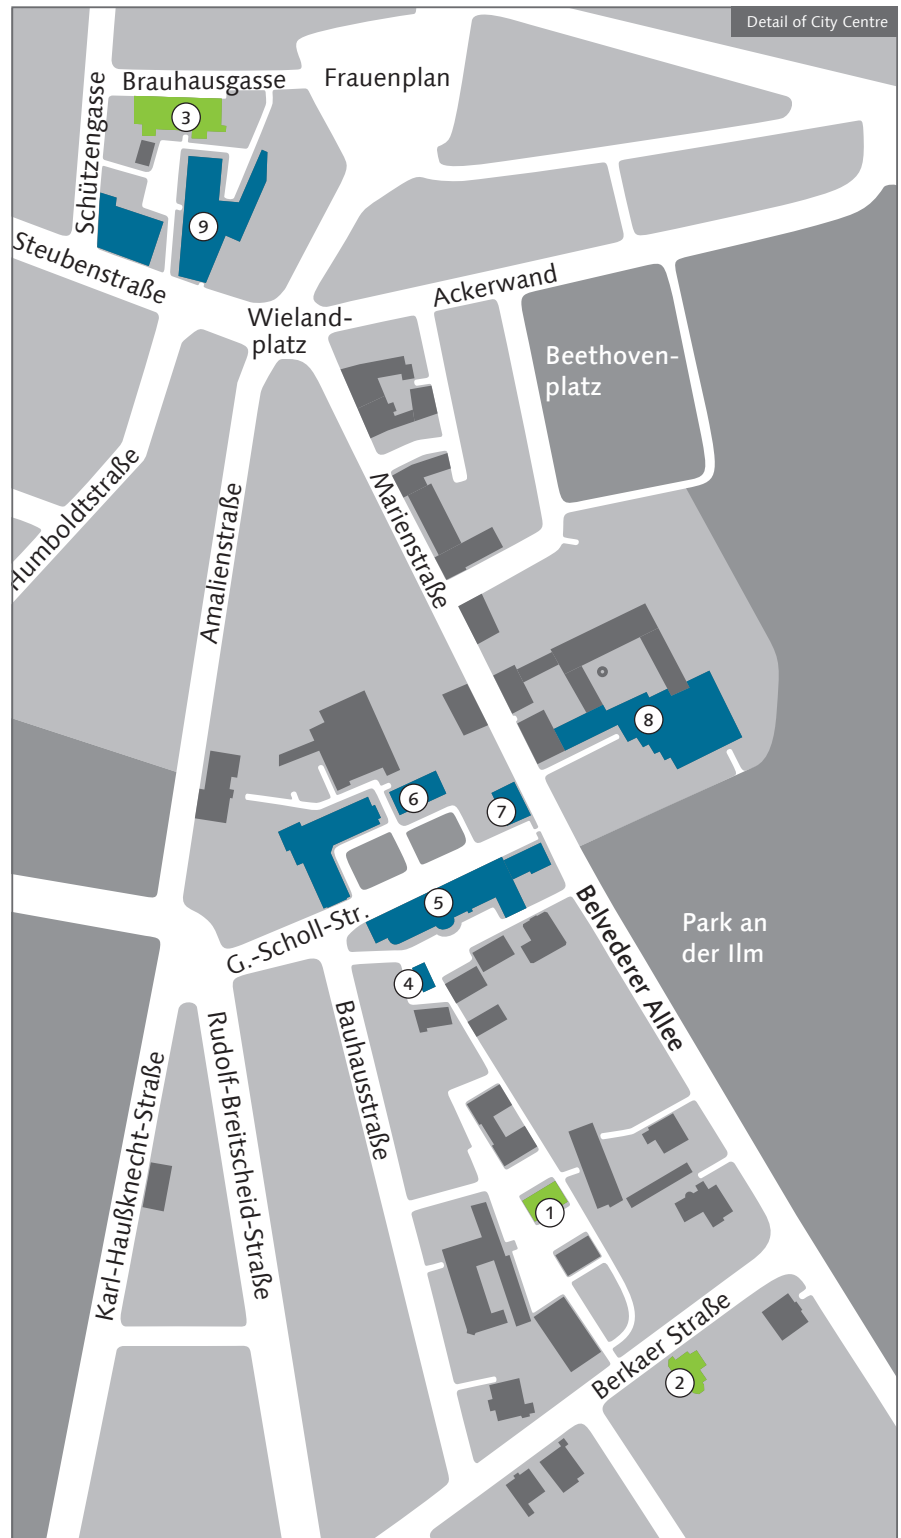 Detail of City Centre
Brauhausgasse
Frauenplan
Schützengasse
3
9
Steubenstraße
Ackerwand
Wieland-
platz
Beethoven-
platz
Humboldtstraße
Amalienstraße
Marienstraße
8
6
7
5
G.-Scholl-Str.
4
Belvederer Allee
Park an
der Ilm
Karl-Haußknecht-Straße
Rudolf-Breitscheid-Straße
Bauhausstraße
1
Berkaer Straße
2